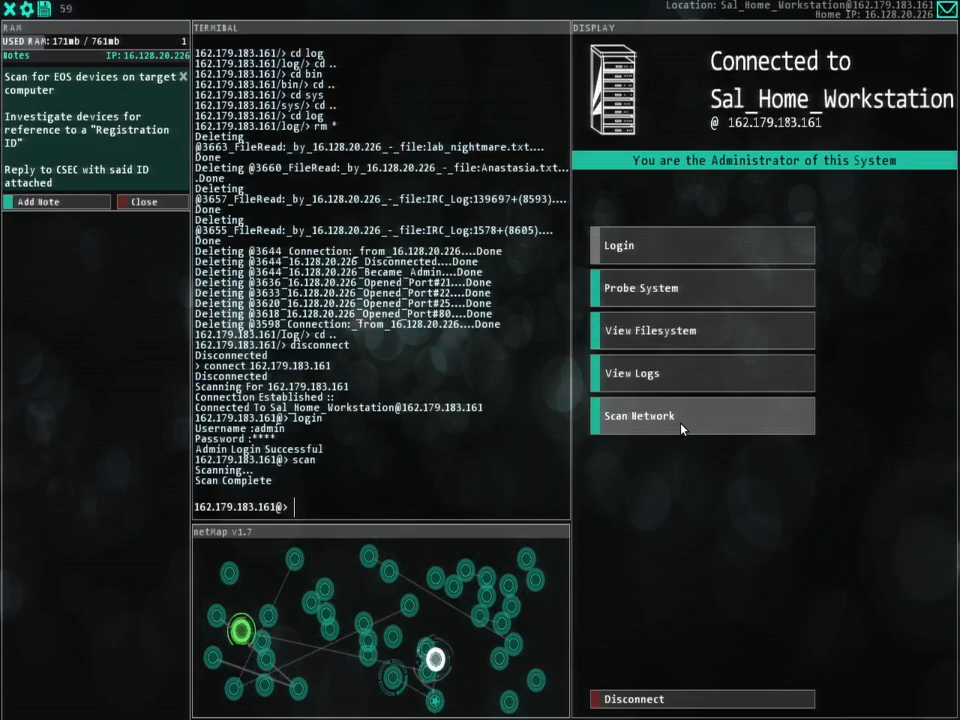 59
Location: Sal_Home_Workstation@162.179.183.161
Home IP: 16.128.20.226
RAM
USED RAM: 171mb / 761mb
1
Notes
IP:16.128.20.226
Scan for EOS devices on target
computer
Investigate devices for
reference to a "Registration
ID"
Reply to CSEC with said ID
attached
Add Note
Close
TERMINAL
162.179.183.161/> cd log
162.179.183.161/log/> cd ..
162.179.183.161/> cd bin
162.179.183.161/bin/> cd ..
162.179.183.161/> cd sys
162.179.183.161/sys/> cd ..
162.179.183.161/> cd log
162.179.183.161/log/> rm *
Deleting
@3663_FileRead:_by_16.128.20.226_-_file:lab_nightmare.txt....
Done
Deleting @3660_FileRead:_by_16.128.20.226_-_file:Anastasia.txt...
.Done
Deleting
@3657_FileRead:_by_16.128.20.226_-_file:IRC_Log:139697+(8593)....
Done
Deleting
@3655_FileRead:_by_16.128.20.226_-_file:IRC_Log:1578+(8605)....
Done
Deleting @3644_Connection:_from_16.128.20.226....Done
Deleting @3644_16.128.20.226_Disconnected....Done
Deleting @3644_16.128.20.226_Became_Admin....Done
Deleting @3636_16.128.20.226_Opened_Port#21....Done
Deleting @3633_16.128.20.226_Opened_Port#22....Done
Deleting @3620_16.128.20.226_Opened_Port#25....Done
Deleting @3618_16.128.20.226_Opened_Port#80....Done
Deleting @3598_Connection:_from_16.128.20.226....Done
162.179.183.161/log/> cd ..
162.179.183.161/> disconnect
Disconnected
> connect 162.179.183.161
Disconnected
Scanning For 162.179.183.161
Connection Established ::
Connected To Sal_Home_Workstation@162.179.183.161
162.179.183.161@> login
Username :admin
Password :****
Admin Login Successful
162.179.183.161@> scan
Scanning...
Scan Complete
162.179.183.161@>
netMap v1.7
DISPLAY
Connected to
Sal_Home_Workstation
@ 162.179.183.161
You are the Administrator of this System
Login
Probe System
View Filesystem
View Logs
Scan Network
Disconnect